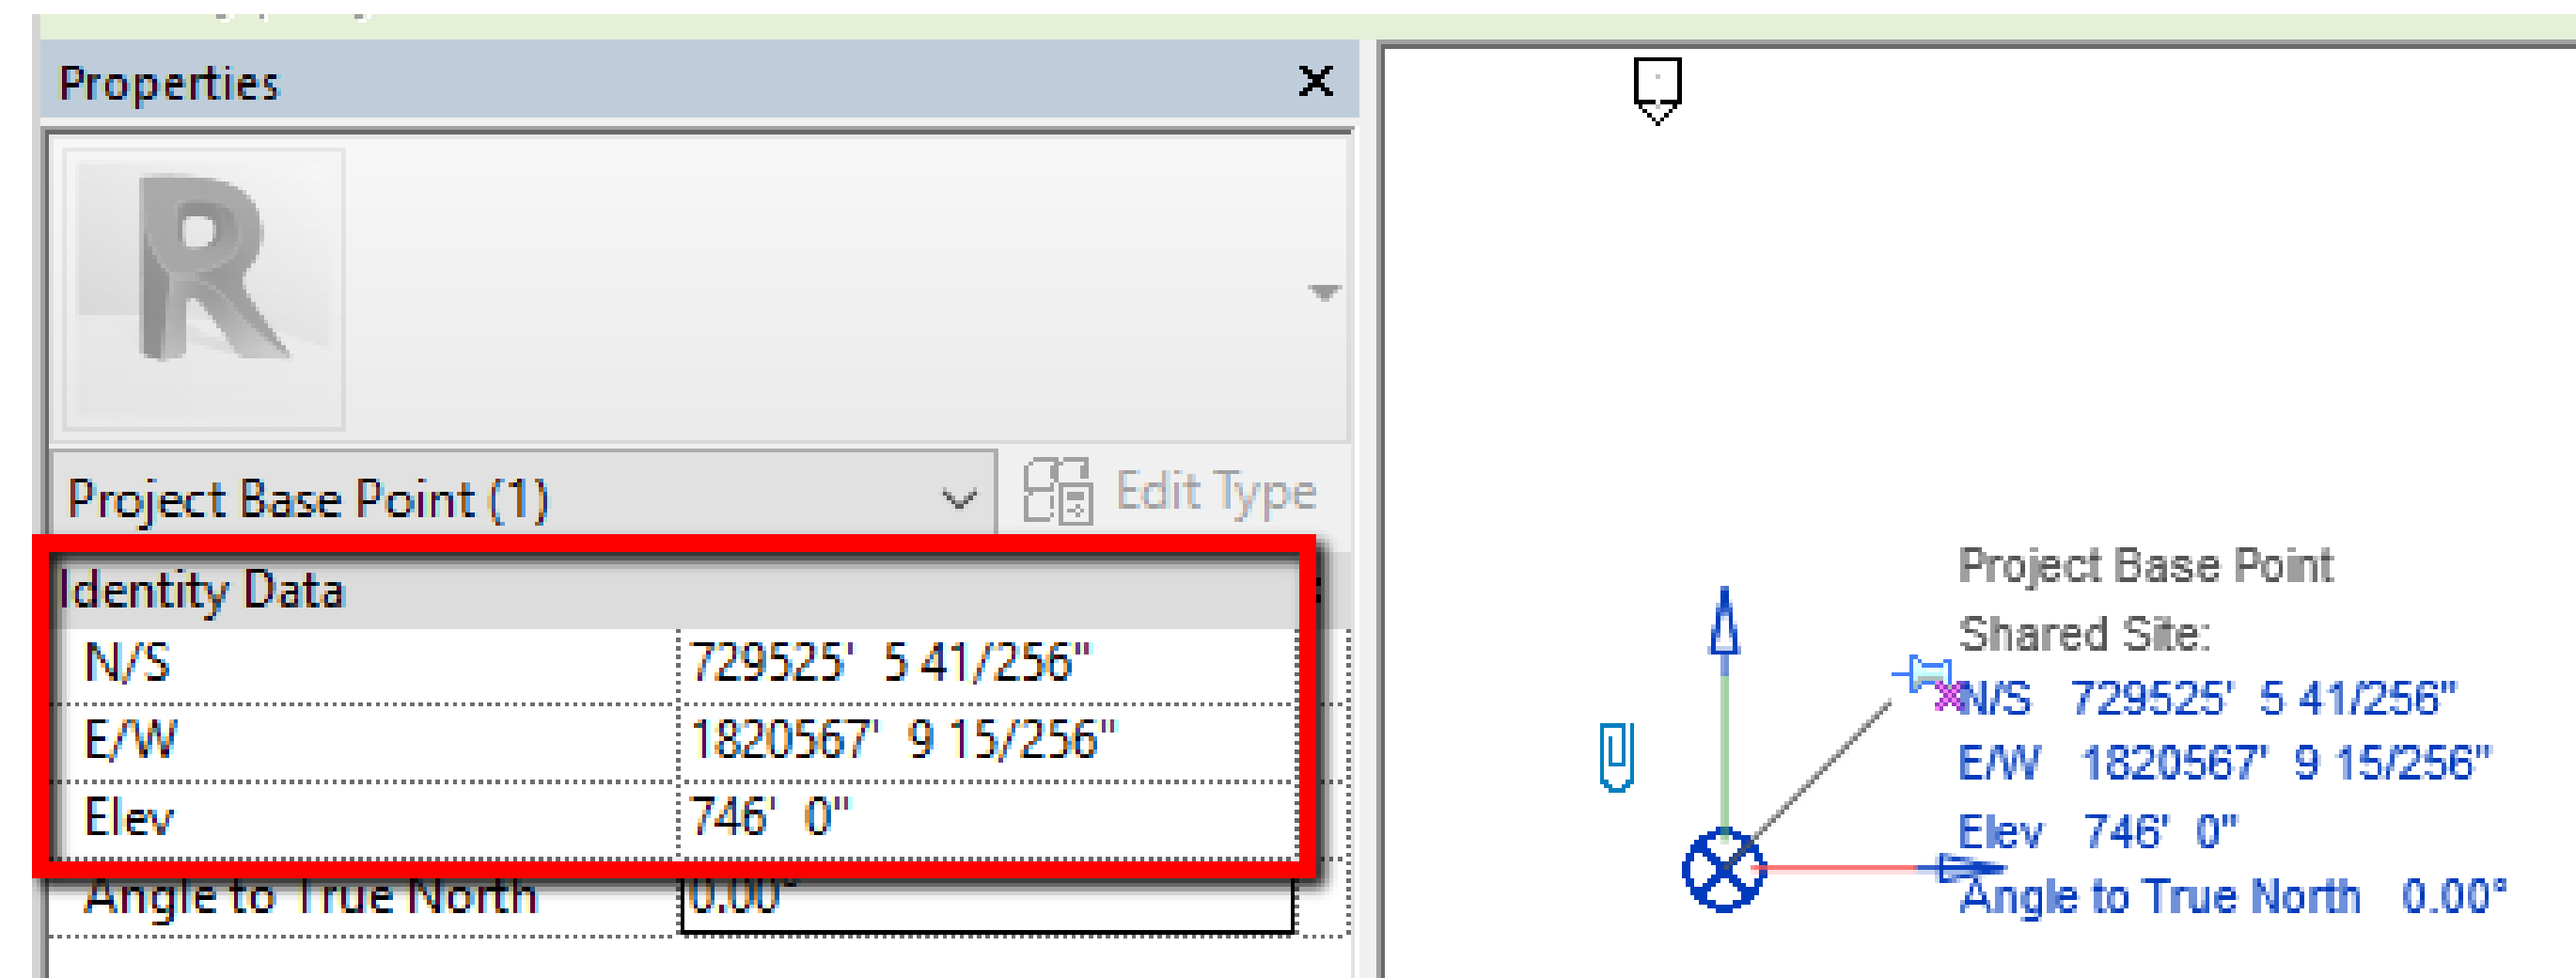 Properties
Project Base Point (1)
Edit Type
Identity Data
N/S 729525' 5 41/256"
E/W 1820567' 9 15/256"
Elev 746' 0"
Angle to True North 0.00°
Project Base Point
Shared Site:
N/S 729525' 5 41/256"
E/W 1820567' 9 15/256"
Elev 746' 0"
Angle to True North 0.00°